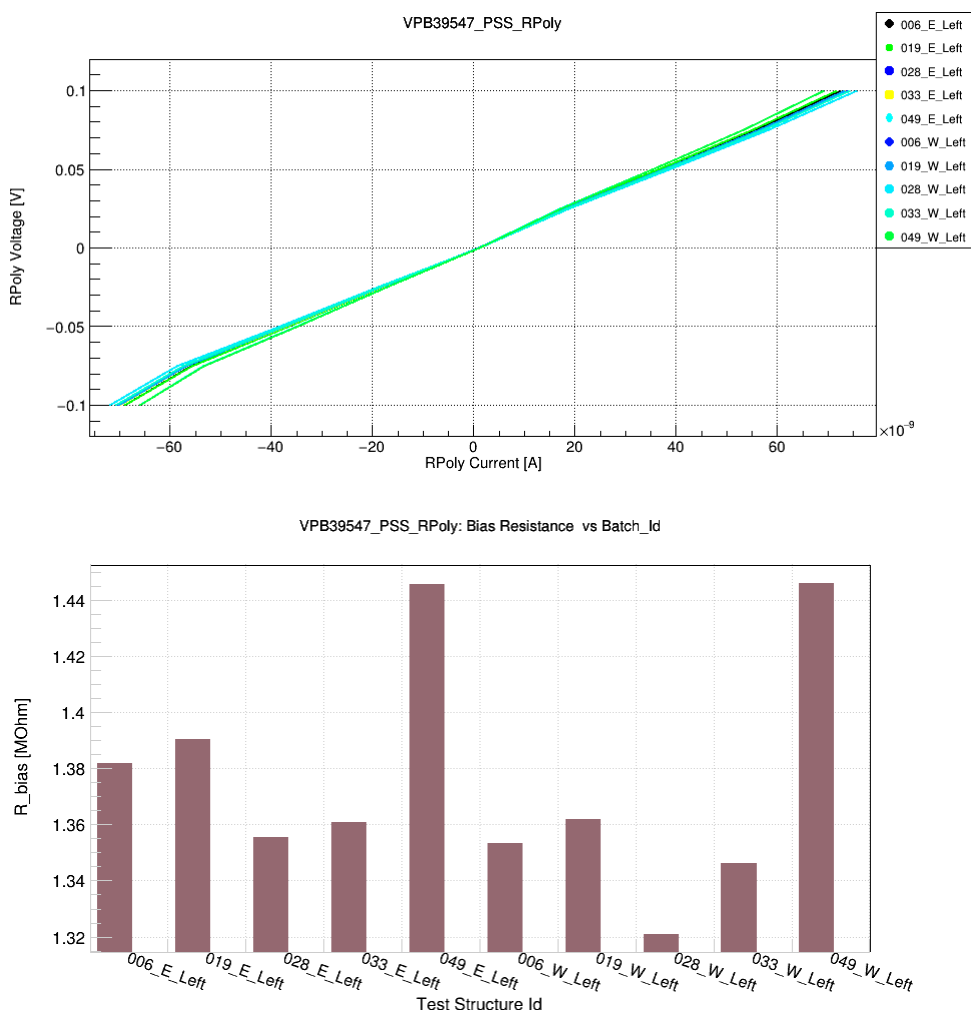 VPB39547_PSS_RPoly
006_E_Left
019_E_Left
028_E_Left
033_E_Left
049_E_Left
006_W_Left
019_W_Left
028_W_Left
033_W_Left
049_W_Left
RPoly Voltage [V]
0.1
0.05
0
−0.05
−0.1
−60 −40 −20 0 20 40 60
×10⁻⁹
RPoly Current [A]
VPB39547_PSS_RPoly: Bias Resistance vs Batch_Id
R_bias [MOhm]
1.44
1.42
1.4
1.38
1.36
1.34
1.32
006_E_Left 019_E_Left 028_E_Left 033_E_Left 049_E_Left 006_W_Left 019_W_Left 028_W_Left 033_W_Left 049_W_Left
Test Structure Id